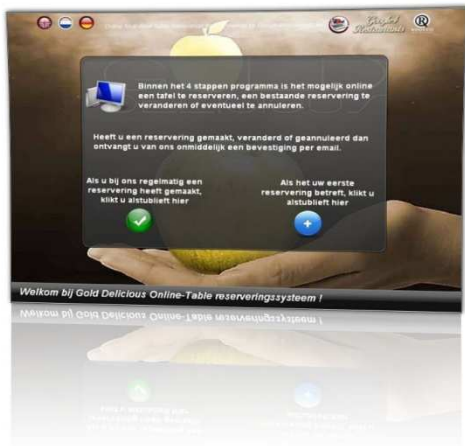 Binnen het 4 stappen programma is het mogelijk online
een tafel te reserveren, een bestaande reservering te
veranderen of eventueel te annuleren.
Heeft u een reservering gemaakt, veranderd of geannuleerd dan
ontvangt u van ons onmiddelijk een bevestiging per email.
Als u bij ons regelmatig een
reservering heeft gemaakt,
klikt u alstublieft hier
Als het uw eerste
reservering betreft, klikt u
alstublieft hier
Welkom bij Gold Delicious Online-Table reserveringssysteem !